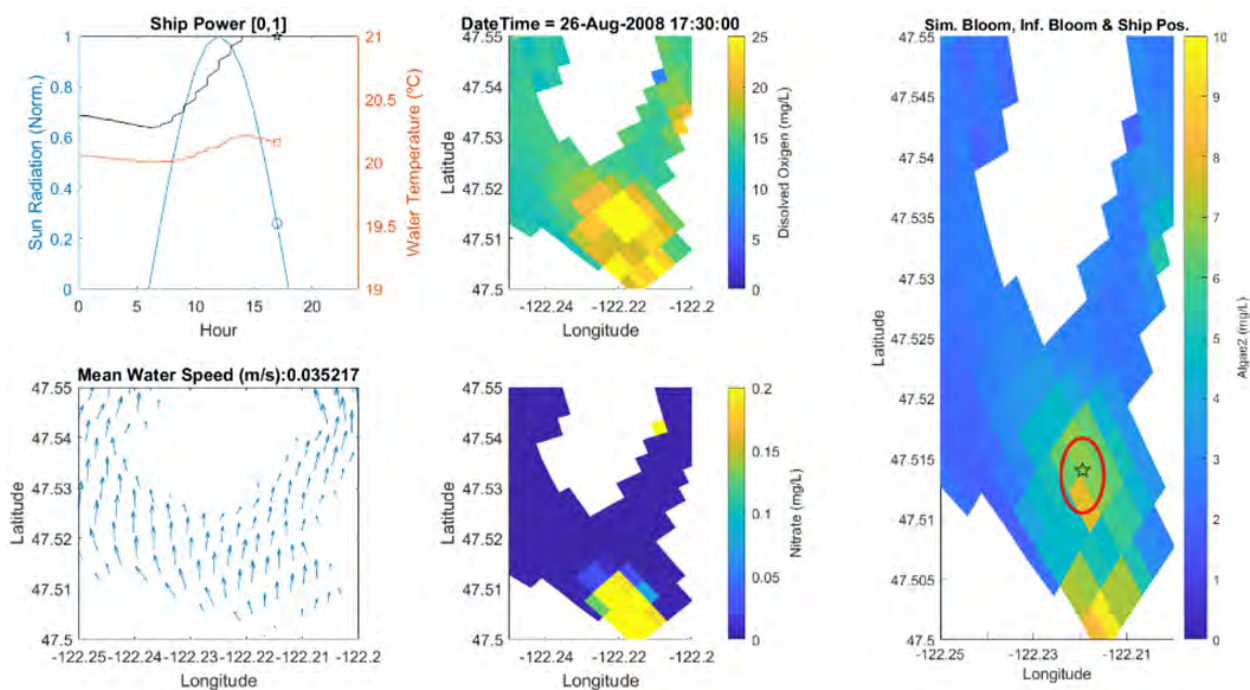 Ship Power [0,1]
1
0.8
0.6
0.4
0.2
0
Sun Radiation (Norm.)
21
20.5
20
19.5
19
Water Temperature (ºC)
0 5 10 15 20
Hour
DateTime = 26-Aug-2008 17:30:00
47.55
47.54
47.53
47.52
47.51
47.5
Latitude
-122.24 -122.22 -122.2
Longitude
25
20
15
10
5
0
Disolved Oxigen (mg/L)
Mean Water Speed (m/s):0.035217
47.55
47.54
47.53
47.52
47.51
47.5
Latitude
-122.25 -122.24 -122.23 -122.22 -122.21 -122.2
Longitude
47.55
47.54
47.53
47.52
47.51
47.5
Latitude
-122.24 -122.22 -122.2
Longitude
0.2
0.15
0.1
0.05
0
Nitrate (mg/L)
Sim. Bloom, Inf. Bloom & Ship Pos.
47.55
47.545
47.54
47.535
47.53
47.525
47.52
47.515
47.51
47.505
47.5
Latitude
-122.25 -122.23 -122.21
Longitude
10
9
8
7
6
5
4
3
2
1
0
Algae2 (mg/L)